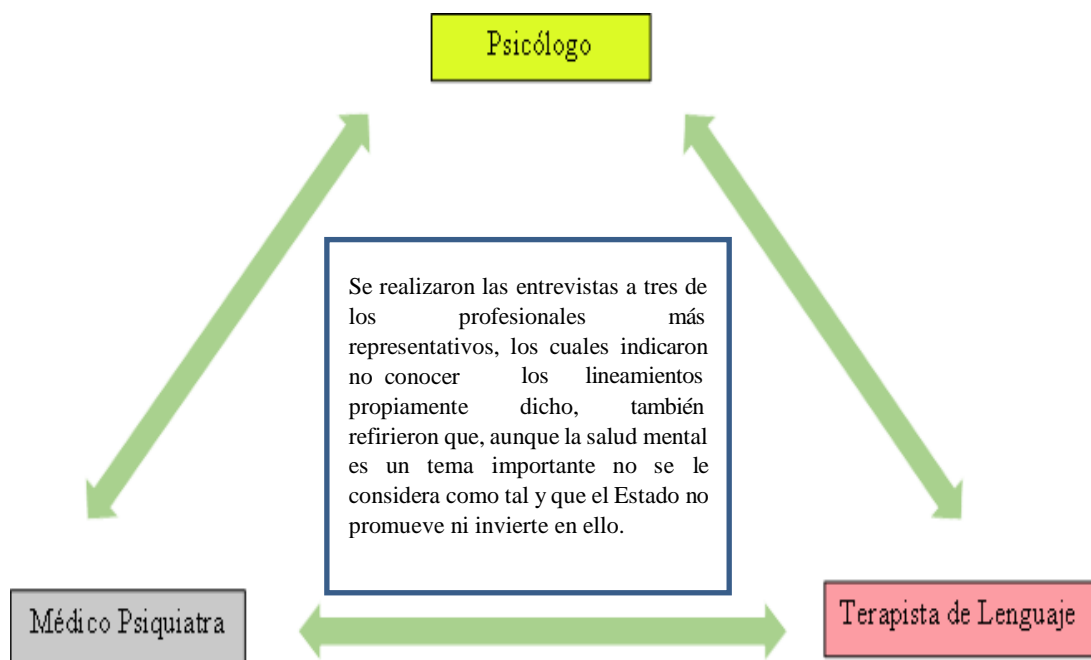 Psicólogo
Se realizaron las entrevistas a tres de
los profesionales más
representativos, los cuales indicaron
no conocer los lineamientos
propiamente dicho, también
refirieron que, aunque la salud mental
es un tema importante no se le
considera como tal y que el Estado no
promueve ni invierte en ello.
Médico Psiquiatra
Terapista de Lenguaje